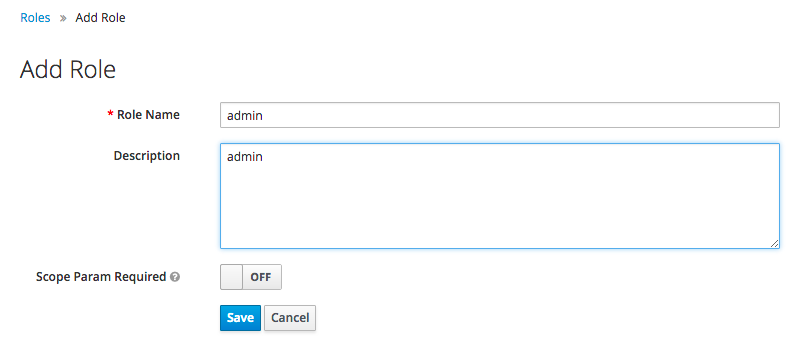 Roles » Add Role
Add Role
* Role Name admin
Description admin
Scope Param Required ? OFF
Save Cancel